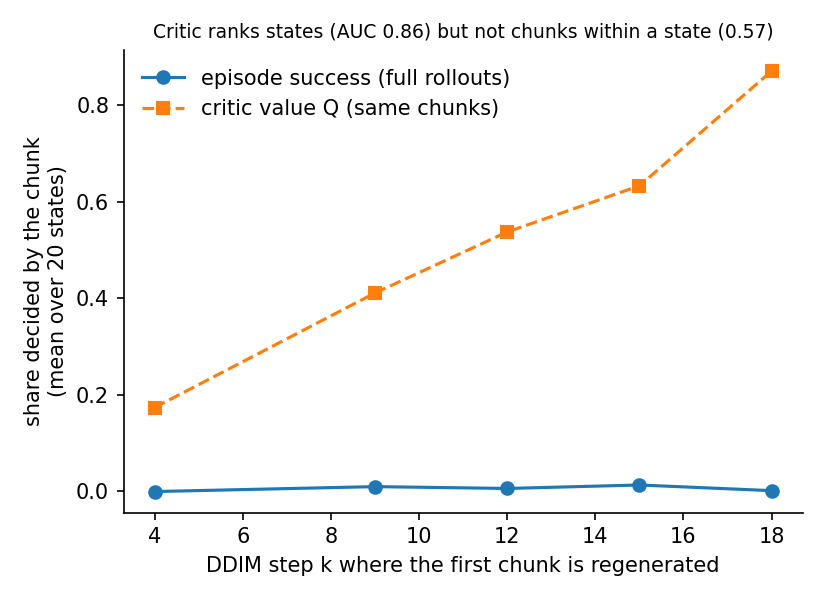 Critic ranks states (AUC 0.86) but not chunks within a state (0.57)
episode success (full rollouts)
critic value Q (same chunks)
share decided by the chunk
(mean over 20 states)
0.8
0.6
0.4
0.2
0.0
4 6 8 10 12 14 16 18
DDIM step k where the first chunk is regenerated